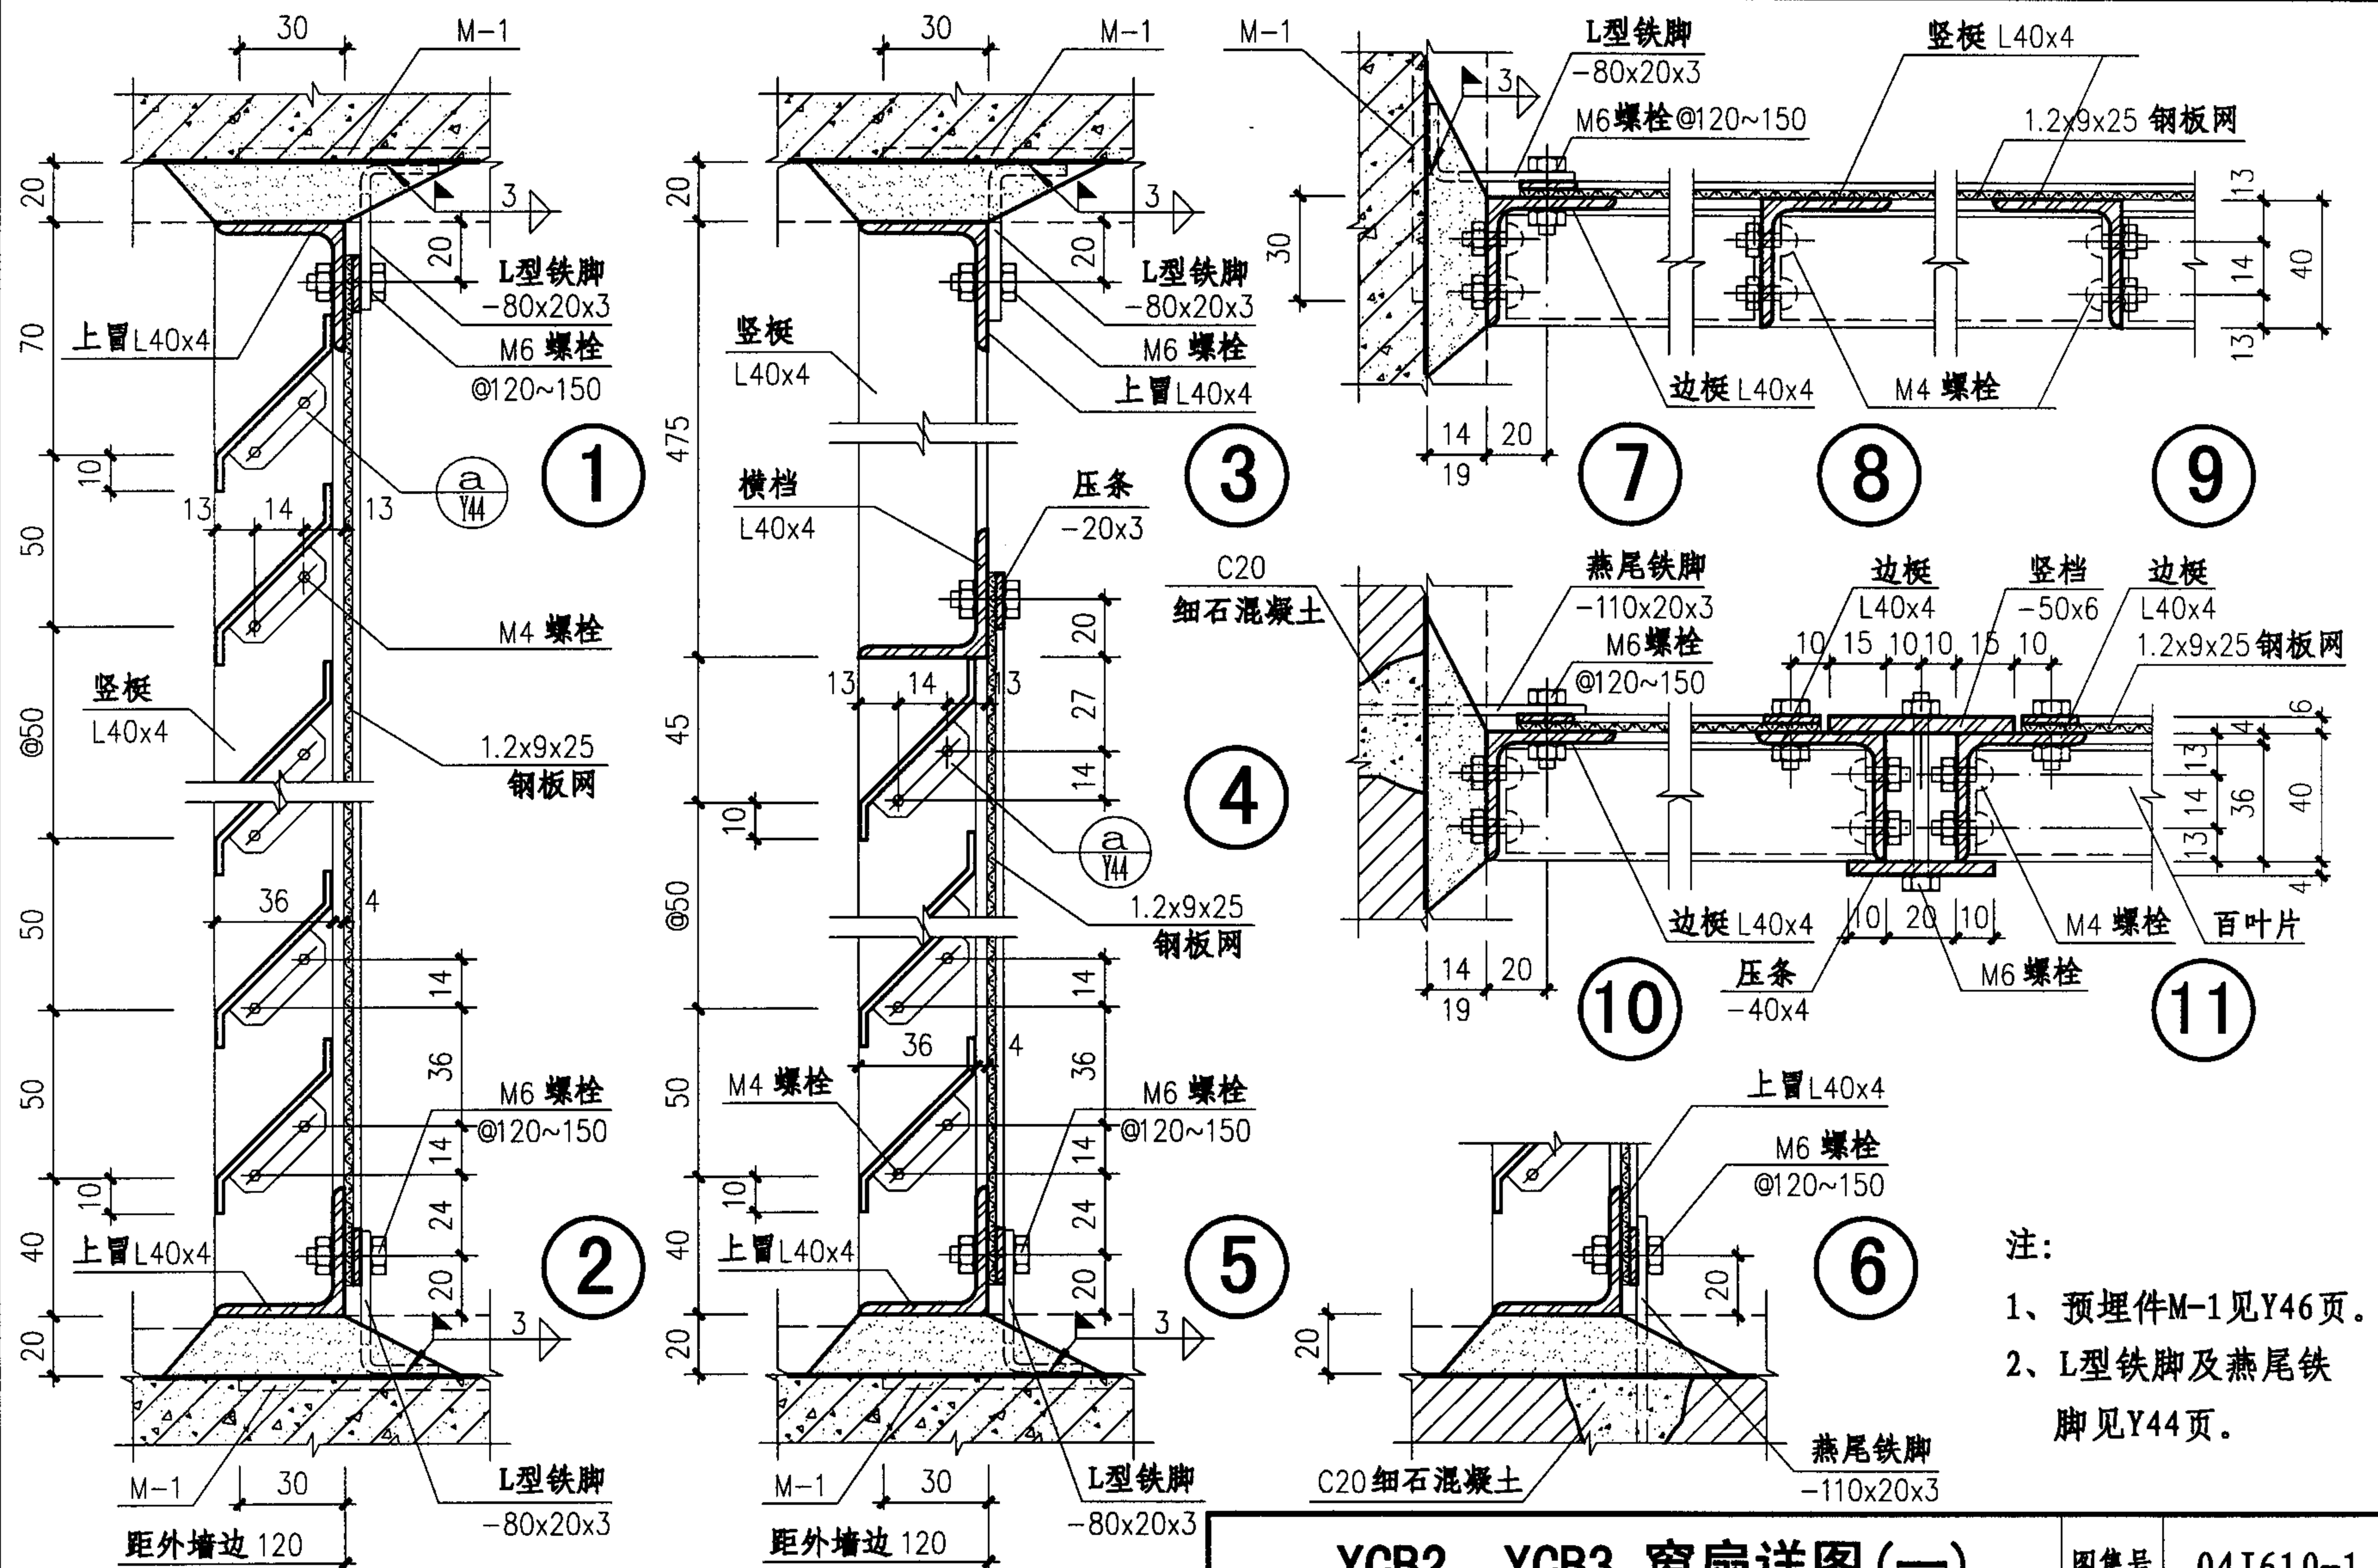 30
M-1
20
3
20
L型铁脚
-80x20x3
M6 螺栓
@120~150
上冒L40x4
70
10
a
Y44
1
13
14
13
50
M4 螺栓
竖梃
L40x4
@50
1.2x9x25
钢板网
36
4
50
14
36
50
M6 螺栓
@120~150
14
10
24
40
上冒L40x4
20
2
20
3
M-1
30
L型铁脚
-80x20x3
距外墙边 120
30
M-1
20
3
20
L型铁脚
-80x20x3
M6 螺栓
上冒L40x4
竖梃
L40x4
475
3
横档
L40x4
压条
-20x3
20
13
14
13
27
45
14
10
4
a
Y44
@50
1.2x9x25
钢板网
14
36
4
36
M4 螺栓
50
M6 螺栓
@120~150
14
10
24
40
上冒L40x4
20
5
20
3
M-1
30
L型铁脚
-80x20x3
距外墙边 120
M-1
L型铁脚
-80x20x3
3
M6螺栓@120~150
竖梃 L40x4
1.2x9x25 钢板网
30
13
14
40
13
边梃 L40x4
M4 螺栓
14
20
19
7
8
9
C20
细石混凝土
燕尾铁脚
-110x20x3
M6螺栓
@120~150
边梃
L40x4
竖档
-50x6
边梃
L40x4
1.2x9x25 钢板网
10
15
10
10
15
10
6
4
13
14
36
40
13
4
边梃 L40x4
10
20
10
M4 螺栓
百叶片
压条
-40x4
M6 螺栓
14
20
19
10
11
上冒L40x4
M6 螺栓
@120~150
6
20
20
燕尾铁脚
-110x20x3
C20细石混凝土
注:
1、预埋件M-1见Y46页。
2、L型铁脚及燕尾铁
脚见Y44页。
YCB2、YCB3 窗扇详图(一)
图集号
04J610-1